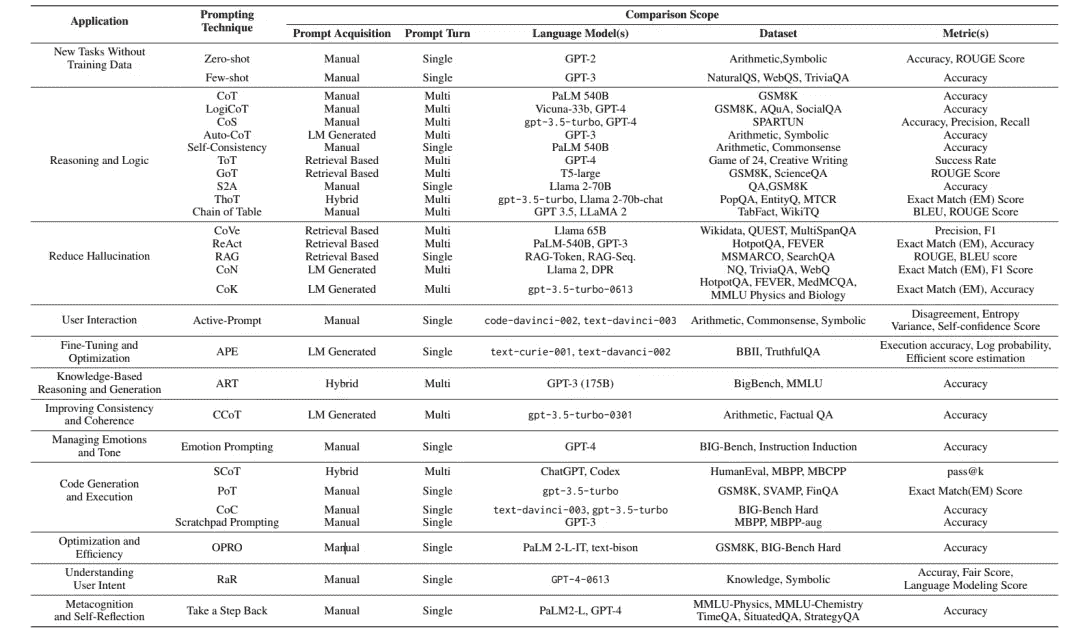 Application Prompting Technique Comparison Scope
Prompt Acquisition Prompt Turn Language Model(s) Dataset Metric(s)
New Tasks Without Training Data Zero-shot Manual Single GPT-2 Arithmetic,Symbolic Accuracy, ROUGE Score
Few-shot Manual Single GPT-3 NaturalQS, WebQS, TriviaQA Accuracy
CoT Manual Multi PaLM 540B GSM8K Accuracy
LogiCoT Manual Multi Vicuna-33b, GPT-4 GSM8K, AQuA, SocialQA Accuracy
CoS Manual Multi gpt-3.5-turbo, GPT-4 SPARTUN Accuracy, Precision, Recall
Auto-CoT LM Generated Multi GPT-3 Arithmetic, Symbolic Accuracy
Self-Consistency Manual Single PaLM 540B Arithmetic, Commonsense Accuracy
Reasoning and Logic ToT Retrieval Based Multi GPT-4 Game of 24, Creative Writing Success Rate
GoT Retrieval Based Multi T5-large GSM8K, ScienceQA ROUGE Score
S2A Manual Single Llama 2-70B QA,GSM8K Accuracy
ThoT Hybrid Multi gpt-3.5-turbo, Llama 2-70b-chat PopQA, EntityQ, MTCR Exact Match (EM) Score
Chain of Table Manual Multi GPT 3.5, LLaMA 2 TabFact, WikiTQ BLEU, ROUGE Score
CoVe Retrieval Based Multi Llama 65B Wikidata, QUEST, MultiSpanQA Precision, F1
ReAct Retrieval Based Multi PaLM-540B, GPT-3 HotpotQA, FEVER Exact Match (EM), Accuracy
Reduce Hallucination RAG Retrieval Based Single RAG-Token, RAG-Seq. MSMARCO, SearchQA ROUGE, BLEU score
CoN LM Generated Multi Llama 2, DPR NQ, TriviaQA, WebQ Exact Match (EM), F1 Score
CoK LM Generated Multi gpt-3.5-turbo-0613 HotpotQA, FEVER, MedMCQA, MMLU Physics and Biology Exact Match (EM), Accuracy
User Interaction Active-Prompt Manual Single code-davinci-002, text-davinci-003 Arithmetic, Commonsense, Symbolic Disagreement, Entropy Variance, Self-confidence Score
Fine-Tuning and Optimization APE LM Generated Single text-curie-001, text-davanci-002 BBII, TruthfulQA Execution accuracy, Log probability, Efficient score estimation
Knowledge-Based Reasoning and Generation ART Hybrid Multi GPT-3 (175B) BigBench, MMLU Accuracy
Improving Consistency and Coherence CCoT LM Generated Multi gpt-3.5-turbo-0301 Arithmetic, Factual QA Accuracy
Managing Emotions and Tone Emotion Prompting Manual Single GPT-4 BIG-Bench, Instruction Induction Accuracy
Code Generation and Execution SCoT Hybrid Multi ChatGPT, Codex HumanEval, MBPP, MBCPP pass@k
PoT Manual Single gpt-3.5-turbo GSM8K, SVAMP, FinQA Exact Match(EM) Score
CoC Manual Single text-davinci-003, gpt-3.5-turbo BIG-Bench Hard Accuracy
Scratchpad Prompting Manual Single GPT-3 MBPP, MBPP-aug Accuracy
Optimization and Efficiency OPRO Manual Single PaLM 2-L-IT, text-bison GSM8K, BIG-Bench Hard Accuracy
Understanding User Intent RaR Manual Single GPT-4-0613 Knowledge, Symbolic Accuray, Fair Score, Language Modeling Score
Metacognition and Self-Reflection Take a Step Back Manual Single PaLM2-L, GPT-4 MMLU-Physics, MMLU-Chemistry TimeQA, SituatedQA, StrategyQA Accuracy